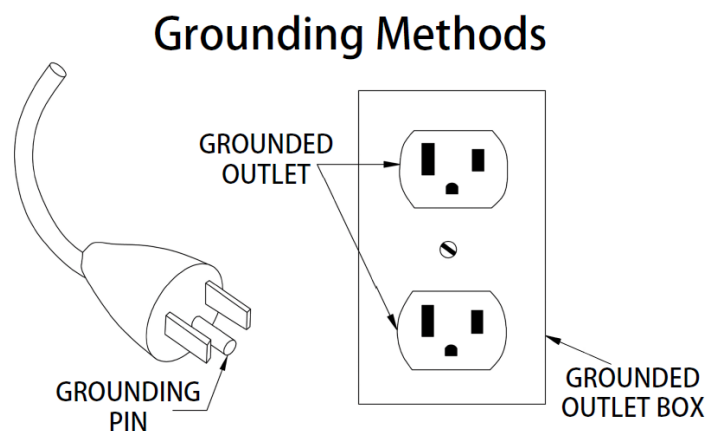 Grounding Methods
GROUNDED
OUTLET
GROUNDING
PIN
GROUNDED
OUTLET BOX